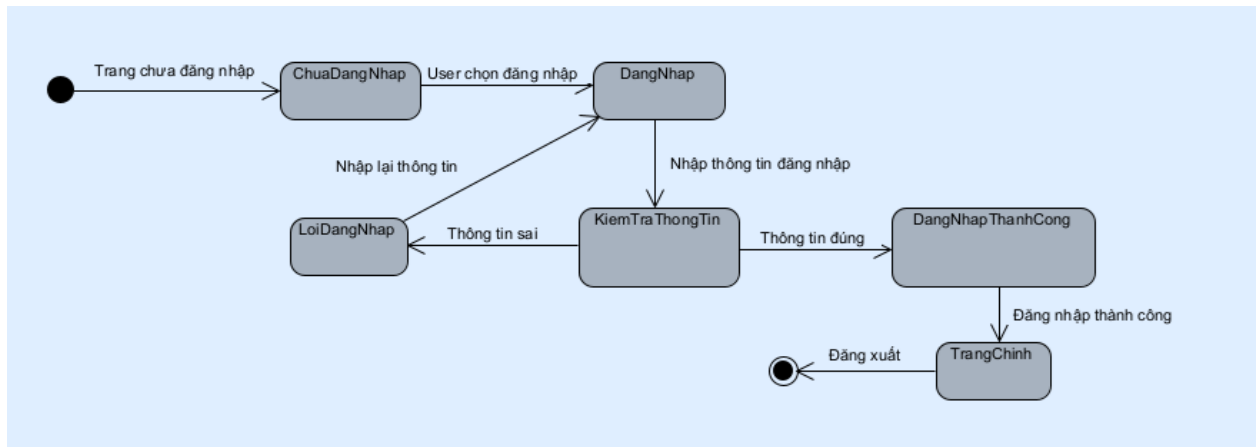 Trang chưa đăng nhập
ChuaDangNhap
User chọn đăng nhập
DangNhap
Nhập lại thông tin
Nhập thông tin đăng nhập
LoiDangNhap
Thông tin sai
KiemTraThongTin
Thông tin đúng
DangNhapThanhCong
Đăng nhập thành công
Đăng xuất
TrangChinh